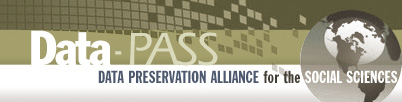 Data-PASS
DATA PRESERVATION ALLIANCE for the SOCIAL SCIENCES